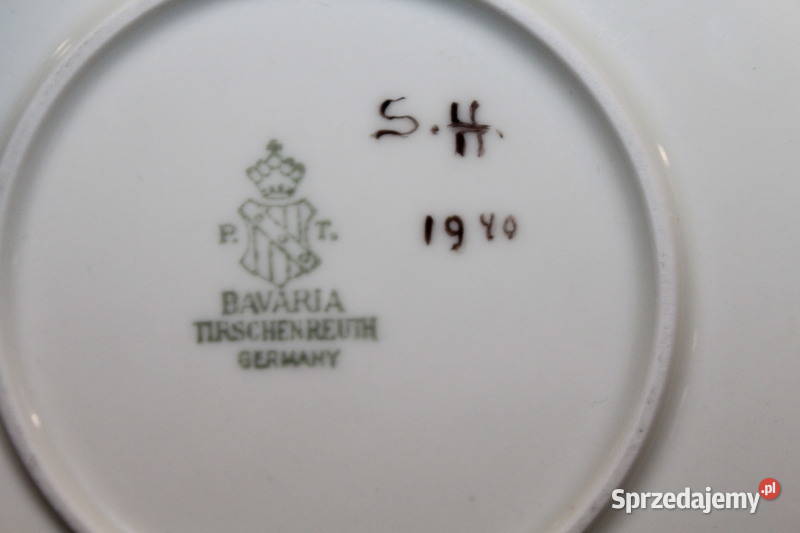 S. H.
1940
P. T.
BAVARIA
TIRSCHENREUTH
GERMANY
Sprzedajemy.pl